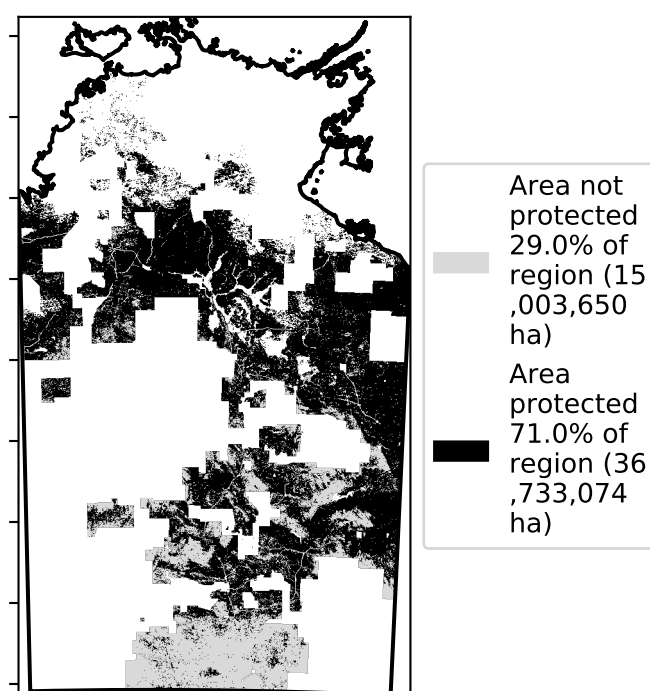 Area not
protected
29.0% of
region (15
,003,650
ha)
Area
protected
71.0% of
region (36
,733,074
ha)